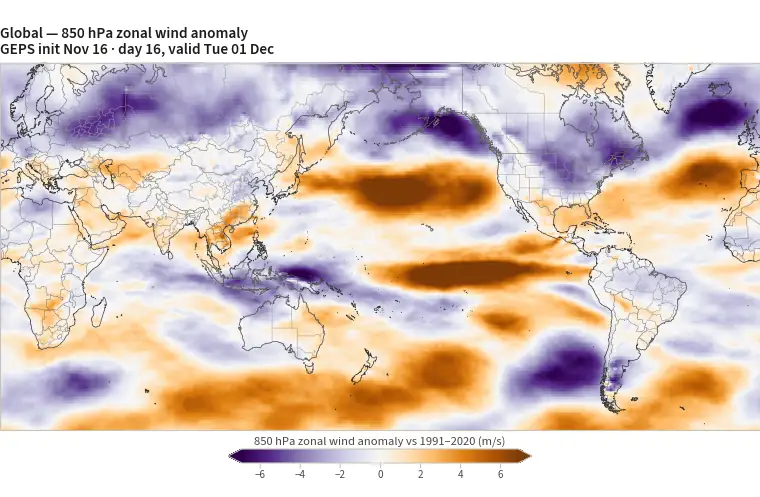 Global — 850 hPa zonal wind anomaly
GEPS init Nov 16 · day 16, valid Tue 01 Dec
850 hPa zonal wind anomaly vs 1991–2020 (m/s)
−6 −4 −2 0 2 4 6